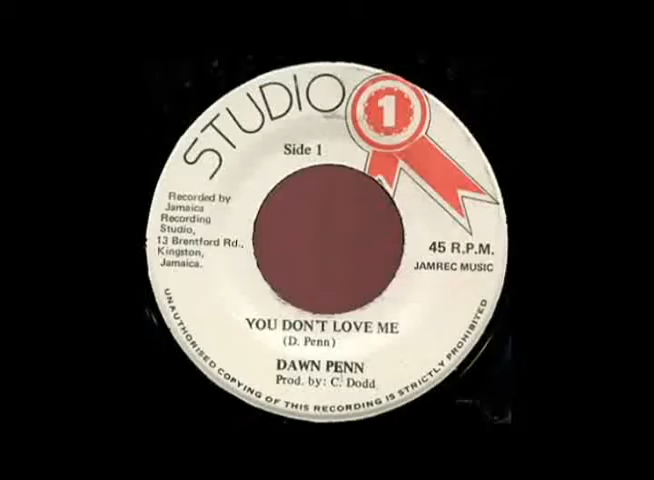 STUDIO 1
Side 1
Recorded by
Jamaica
Recording
Studio,
13 Brentford Rd.,
Kingston,
Jamaica.
45 R.P.M.
JAMREC MUSIC
YOU DON'T LOVE ME
(D. Penn)
DAWN PENN
Prod. by: C. Dodd
UNAUTHORISED COPYING OF THIS RECORDING IS STRICTLY PROHIBITED